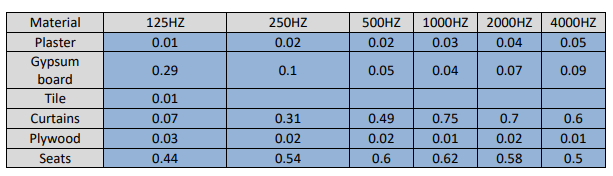 Material 125HZ 250HZ 500HZ 1000HZ 2000HZ 4000HZ
Plaster 0.01 0.02 0.02 0.03 0.04 0.05
Gypsum
board 0.29 0.1 0.05 0.04 0.07 0.09
Tile 0.01
Curtains 0.07 0.31 0.49 0.75 0.7 0.6
Plywood 0.03 0.02 0.02 0.01 0.02 0.01
Seats 0.44 0.54 0.6 0.62 0.58 0.5